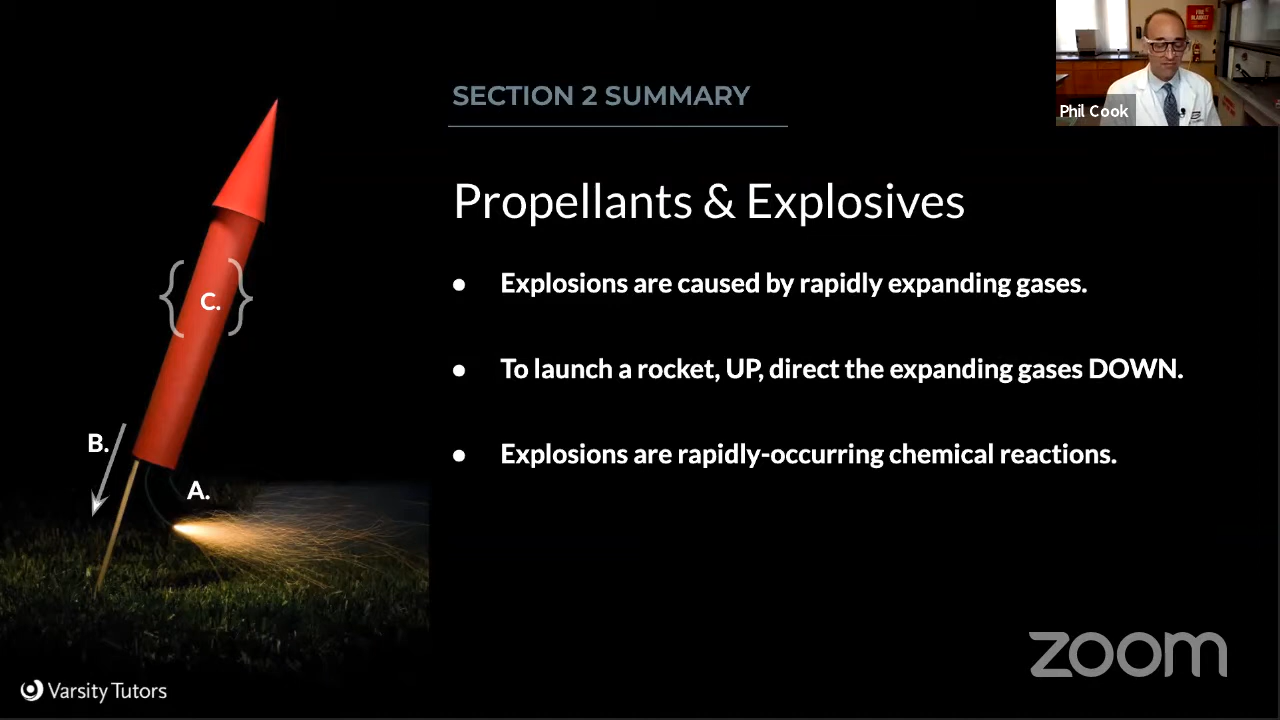 SECTION 2 SUMMARY
Phil Cook
Propellants & Explosives
• Explosions are caused by rapidly expanding gases.
C.
• To launch a rocket, UP, direct the expanding gases DOWN.
B.
• Explosions are rapidly-occurring chemical reactions.
A.
zoom
Varsity Tutors